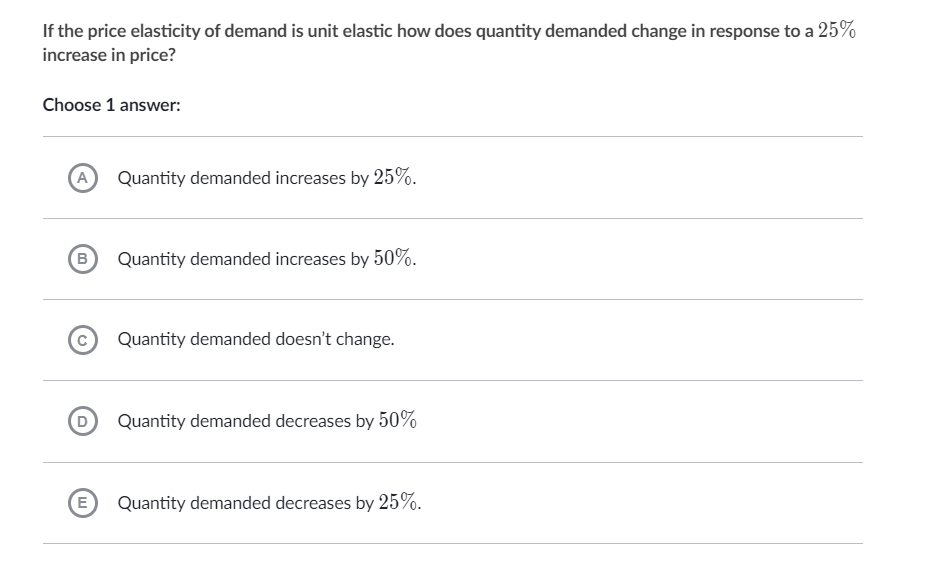 If the price elasticity of demand is unit elastic how does quantity demanded change in response to a 25%
increase in price?
Choose 1 answer:
A Quantity demanded increases by 25%.
B Quantity demanded increases by 50%.
C Quantity demanded doesn't change.
D Quantity demanded decreases by 50%
E Quantity demanded decreases by 25%.